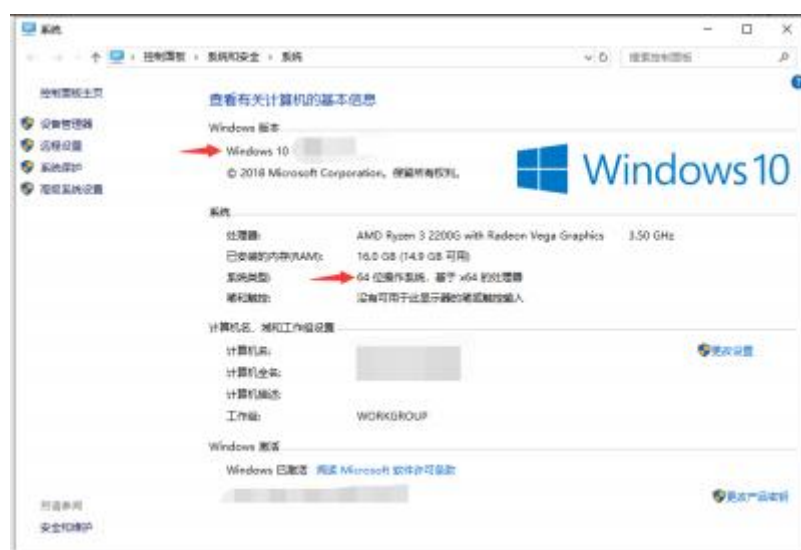 系统
控制面板 › 系统和安全 › 系统
搜索控制面板
控制面板主页
设备管理器
远程设置
系统保护
高级系统设置
查看有关计算机的基本信息
Windows 版本
Windows 10
© 2018 Microsoft Corporation。保留所有权利。
Windows 10
系统
处理器: AMD Ryzen 3 2200G with Radeon Vega Graphics 3.50 GHz
已安装的内存(RAM): 16.0 GB (14.9 GB 可用)
系统类型: 64 位操作系统，基于 x64 的处理器
笔和触控: 没有可用于此显示器的笔或触控输入
计算机名、域和工作组设置
计算机名:
更改设置
计算机全名:
计算机描述:
工作组: WORKGROUP
Windows 激活
Windows 已激活 阅读 Microsoft 软件许可条款
更改产品密钥
另请参阅
安全和维护